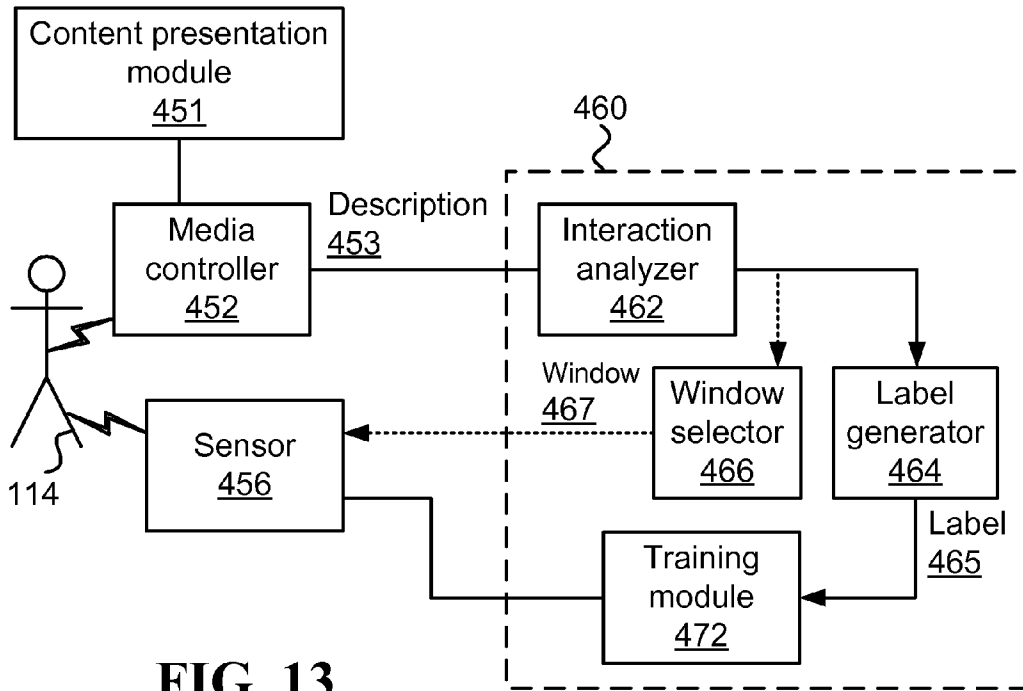 Content presentation
module
451
460
Description
453
Media
controller
452
Interaction
analyzer
462
Window
467
Window
selector
466
Label
generator
464
Sensor
456
114
Label
465
Training
module
472
FIG. 13